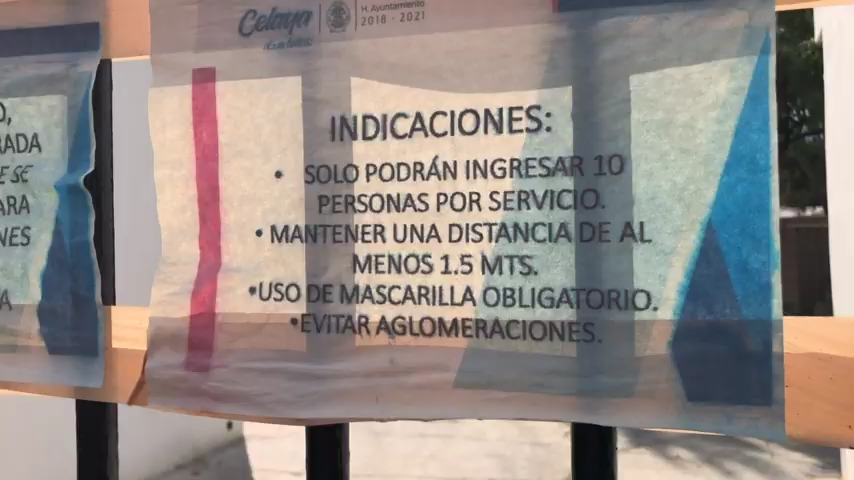 Celaya
H. Ayuntamiento
2018 - 2021
INDICACIONES:
• SOLO PODRÁN INGRESAR 10
PERSONAS POR SERVICIO.
• MANTENER UNA DISTANCIA DE AL
MENOS 1.5 MTS.
•USO DE MASCARILLA OBLIGATORIO.
•EVITAR AGLOMERACIONES.